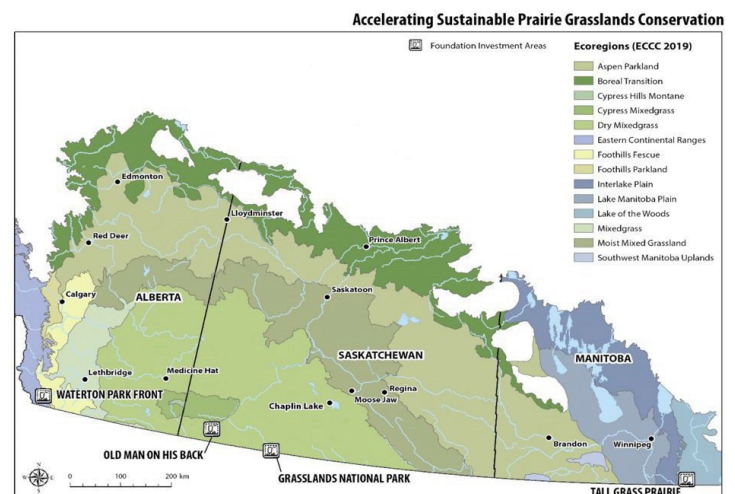 Accelerating Sustainable Prairie Grasslands Conservation
Foundation Investment Areas
Ecoregions (ECCC 2019)
Aspen Parkland
Boreal Transition
Cypress Hills Montane
Cypress Mixedgrass
Dry Mixedgrass
Eastern Continental Ranges
Foothills Fescue
Foothills Parkland
Interlake Plain
Lake Manitoba Plain
Lake of the Woods
Mixedgrass
Moist Mixed Grassland
Southwest Manitoba Uplands
Edmonton
Lloydminster
Red Deer
Prince Albert
Calgary
ALBERTA
Saskatoon
SASKATCHEWAN
MANITOBA
Lethbridge
Medicine Hat
Regina
Moose Jaw
Chaplin Lake
WATERTON PARK FRONT
Brandon
Winnipeg
OLD MAN ON HIS BACK
GRASSLANDS NATIONAL PARK
TALL GRASS PRAIRIE
N
W
E
S
0 100 200 km